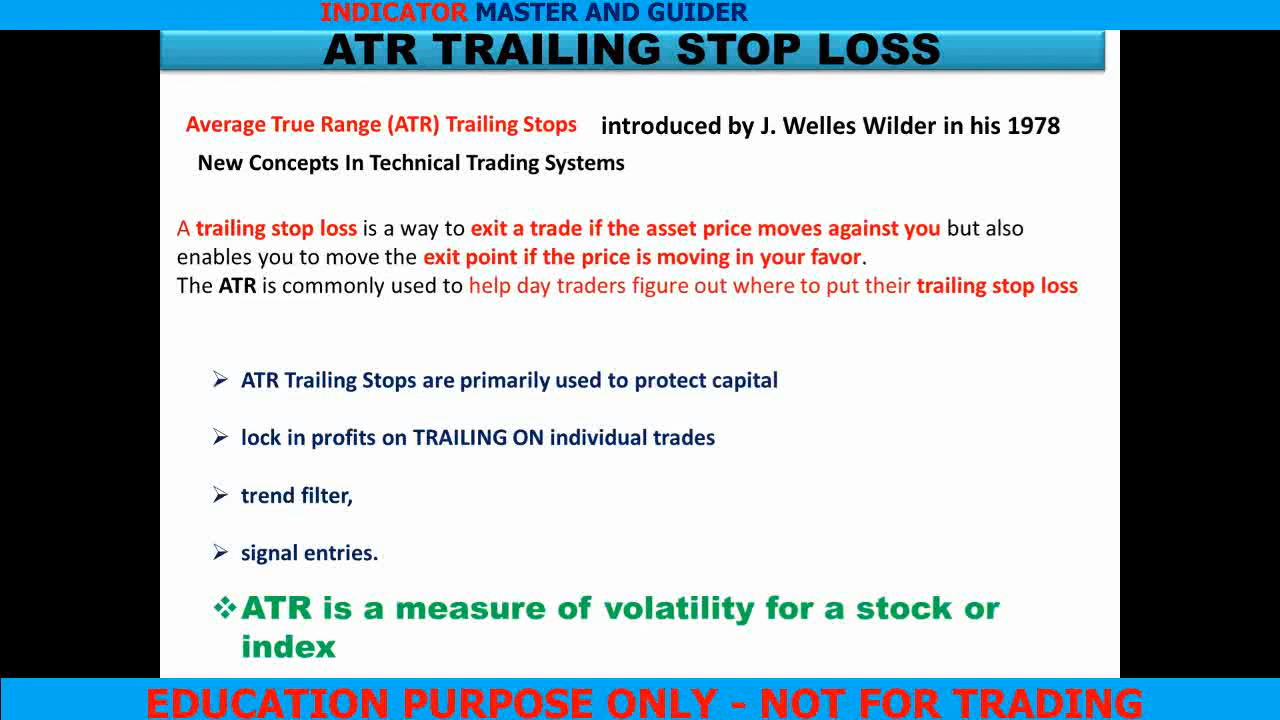 INDICATOR MASTER AND GUIDER
ATR TRAILING STOP LOSS
Average True Range (ATR) Trailing Stops introduced by J. Welles Wilder in his 1978
New Concepts In Technical Trading Systems
A trailing stop loss is a way to exit a trade if the asset price moves against you but also
enables you to move the exit point if the price is moving in your favor.
The ATR is commonly used to help day traders figure out where to put their trailing stop loss
➢ ATR Trailing Stops are primarily used to protect capital
➢ lock in profits on TRAILING ON individual trades
➢ trend filter,
➢ signal entries.
❖ATR is a measure of volatility for a stock or
index
EDUCATION PURPOSE ONLY - NOT FOR TRADING